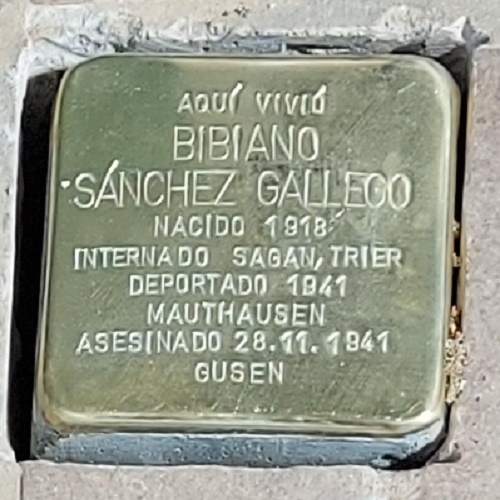 AQUÍ VIVIÓ
BIBIANO
SÁNCHEZ GALLEGO
NACIDO 1918
INTERNADO SAGAN, TRIER
DEPORTADO 1941
MAUTHAUSEN
ASESINADO 28.11.1941
GUSEN